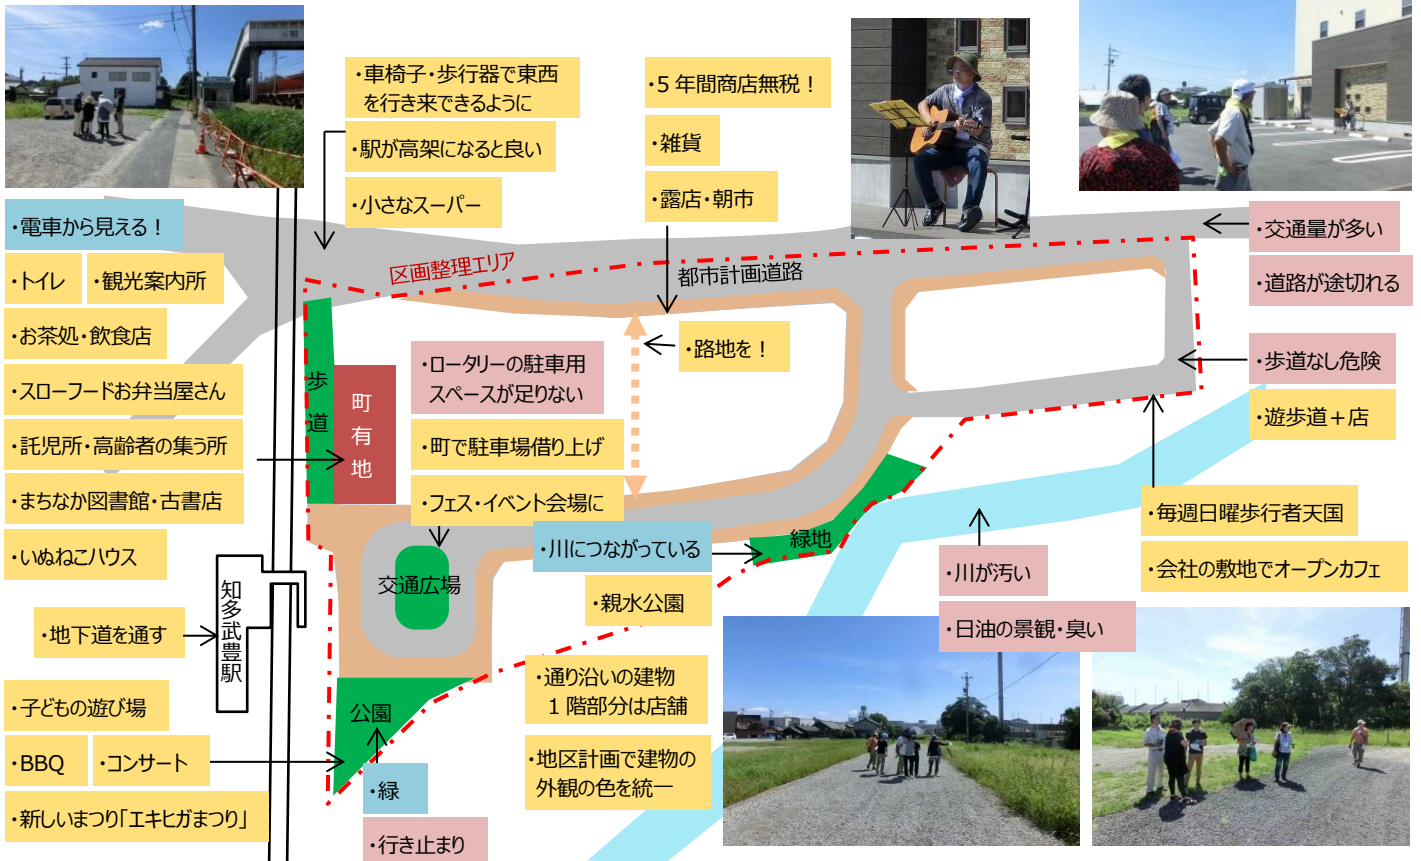 ・車椅子・歩行器で東西
を行き来できるように
・駅が高架になると良い
・小さなスーパー
・5年間商店無税！
・雑貨
・露店・朝市
・電車から見える！
・トイレ
・観光案内所
・お茶処・飲食店
・スローフードお弁当屋さん
・託児所・高齢者の集う所
・まちなか図書館・古書店
・いぬねこハウス
区画整理エリア
都市計画道路
・交通量が多い
・道路が途切れる
・歩道なし危険
・遊歩道＋店
・路地を！
・ロータリーの駐車用
スペースが足りない
・町で駐車場借り上げ
・フェス・イベント会場に
歩道
町有地
・川につながっている
緑地
・親水公園
交通広場
・毎週日曜歩行者天国
・会社の敷地でオープンカフェ
・川が汚い
・日油の景観・臭い
知多武豊駅
・地下道を通す
・通り沿いの建物
1階部分は店舗
・地区計画で建物の
外観の色を統一
・子どもの遊び場
・BBQ
・コンサート
・新しいまつり「エキヒガまつり」
公園
・緑
・行き止まり